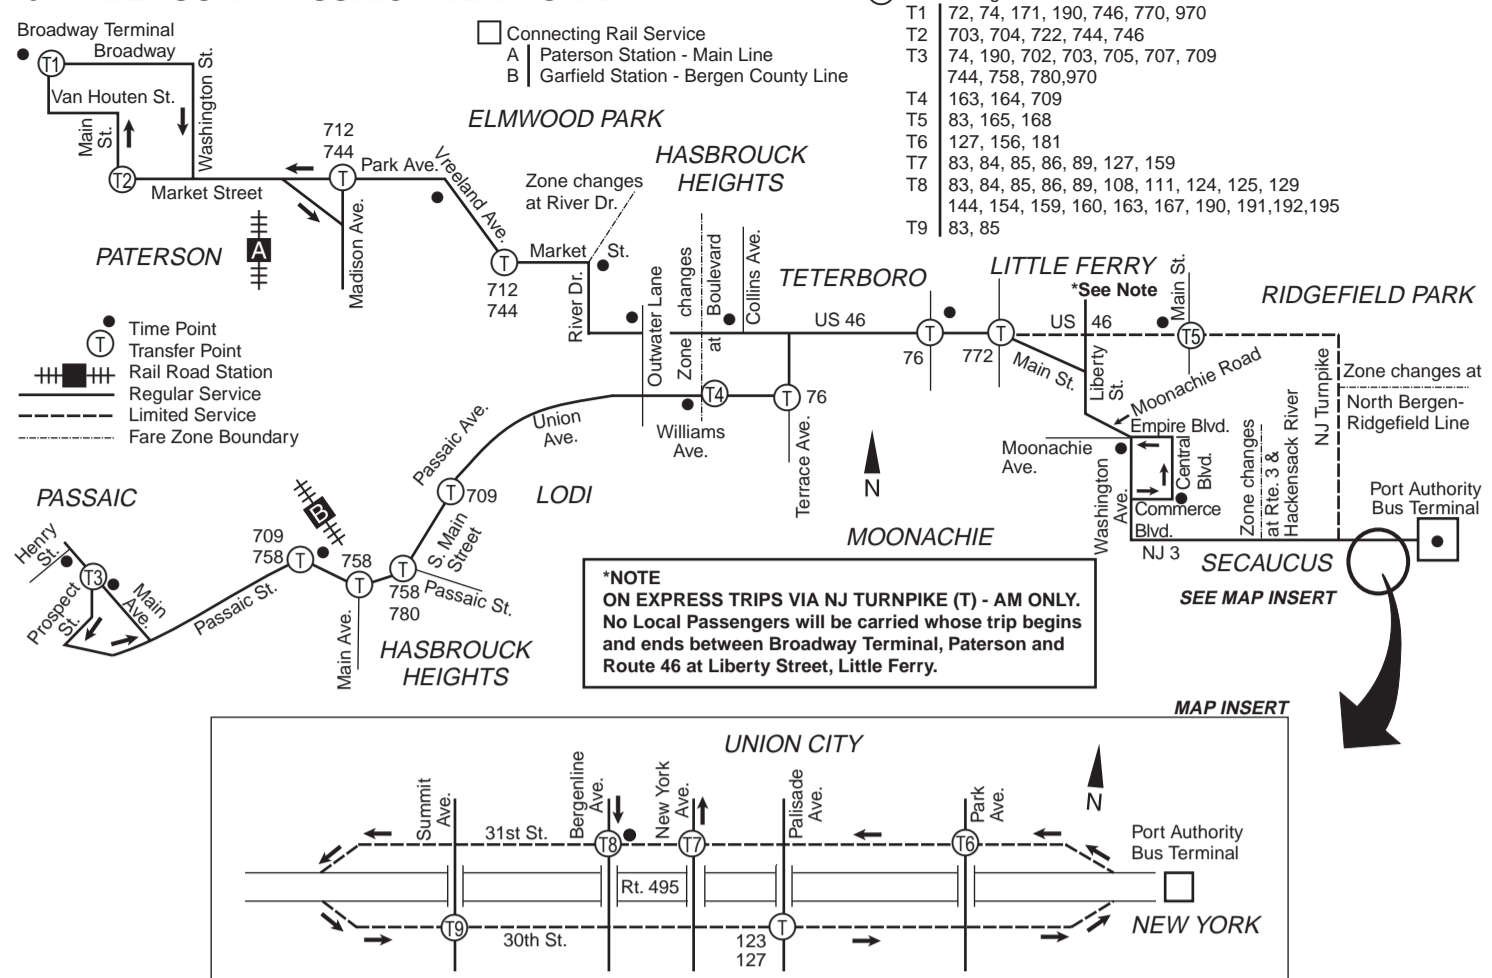 Broadway Terminal
T1
Broadway
Van Houten St.
Main
St.
Washington St.
T2
Market Street
PATERSON
A
Connecting Rail Service
A Paterson Station - Main Line
B Garfield Station - Bergen County Line
T1 72, 74, 171, 190, 746, 770, 970
T2 703, 704, 722, 744, 746
T3 74, 190, 702, 703, 705, 707, 709
744, 758, 780,970
T4 163, 164, 709
T5 83, 165, 168
T6 127, 156, 181
T7 83, 84, 85, 86, 89, 127, 159
T8 83, 84, 85, 86, 89, 108, 111, 124, 125, 129
144, 154, 159, 160, 163, 167, 190, 191,192,195
T9 83, 85
712
744
T
Park Ave.
Madison Ave.
Vreeland Ave.
ELMWOOD PARK
Zone changes
at River Dr.
T
712
744
Market St.
River Dr.
HASBROUCK
HEIGHTS
Outwater Lane
Zone changes
at Boulevard
Collins Ave.
TETERBORO
US 46
T
76
LITTLE FERRY
*See Note
T
772
US 46
Main St.
Liberty
St.
Main St.
T5
RIDGEFIELD PARK
Moonachie Road
NJ Turnpike
Zone changes at
North Bergen-
Ridgefield Line
Time Point
T
Transfer Point
Rail Road Station
Regular Service
Limited Service
Fare Zone Boundary
Passaic Ave.
Union
Ave.
T4
Williams
Ave.
T
76
Terrace Ave.
N
Moonachie
Ave.
Empire Blvd.
Central
Blvd.
Washington
Ave.
Commerce
Blvd.
NJ 3
Zone changes
at Rte. 3 &
Hackensack River
Port Authority
Bus Terminal
PASSAIC
Henry
St.
T3
Prospect
St.
Main
Ave.
Passaic St.
709
758
T
B
758
T
Main Ave.
T
758
780
T
709
S. Main
Street
Passaic St.
LODI
HASBROUCK
HEIGHTS
MOONACHIE
SECAUCUS
SEE MAP INSERT
*NOTE
ON EXPRESS TRIPS VIA NJ TURNPIKE (T) - AM ONLY.
No Local Passengers will be carried whose trip begins
and ends between Broadway Terminal, Paterson and
Route 46 at Liberty Street, Little Ferry.
MAP INSERT
UNION CITY
Summit
Ave.
31st St.
Bergenline
Ave.
T8
New York
Ave.
T7
Palisade
Ave.
Park
Ave.
T6
N
Port Authority
Bus Terminal
Rt. 495
T9
30th St.
T
123
127
NEW YORK